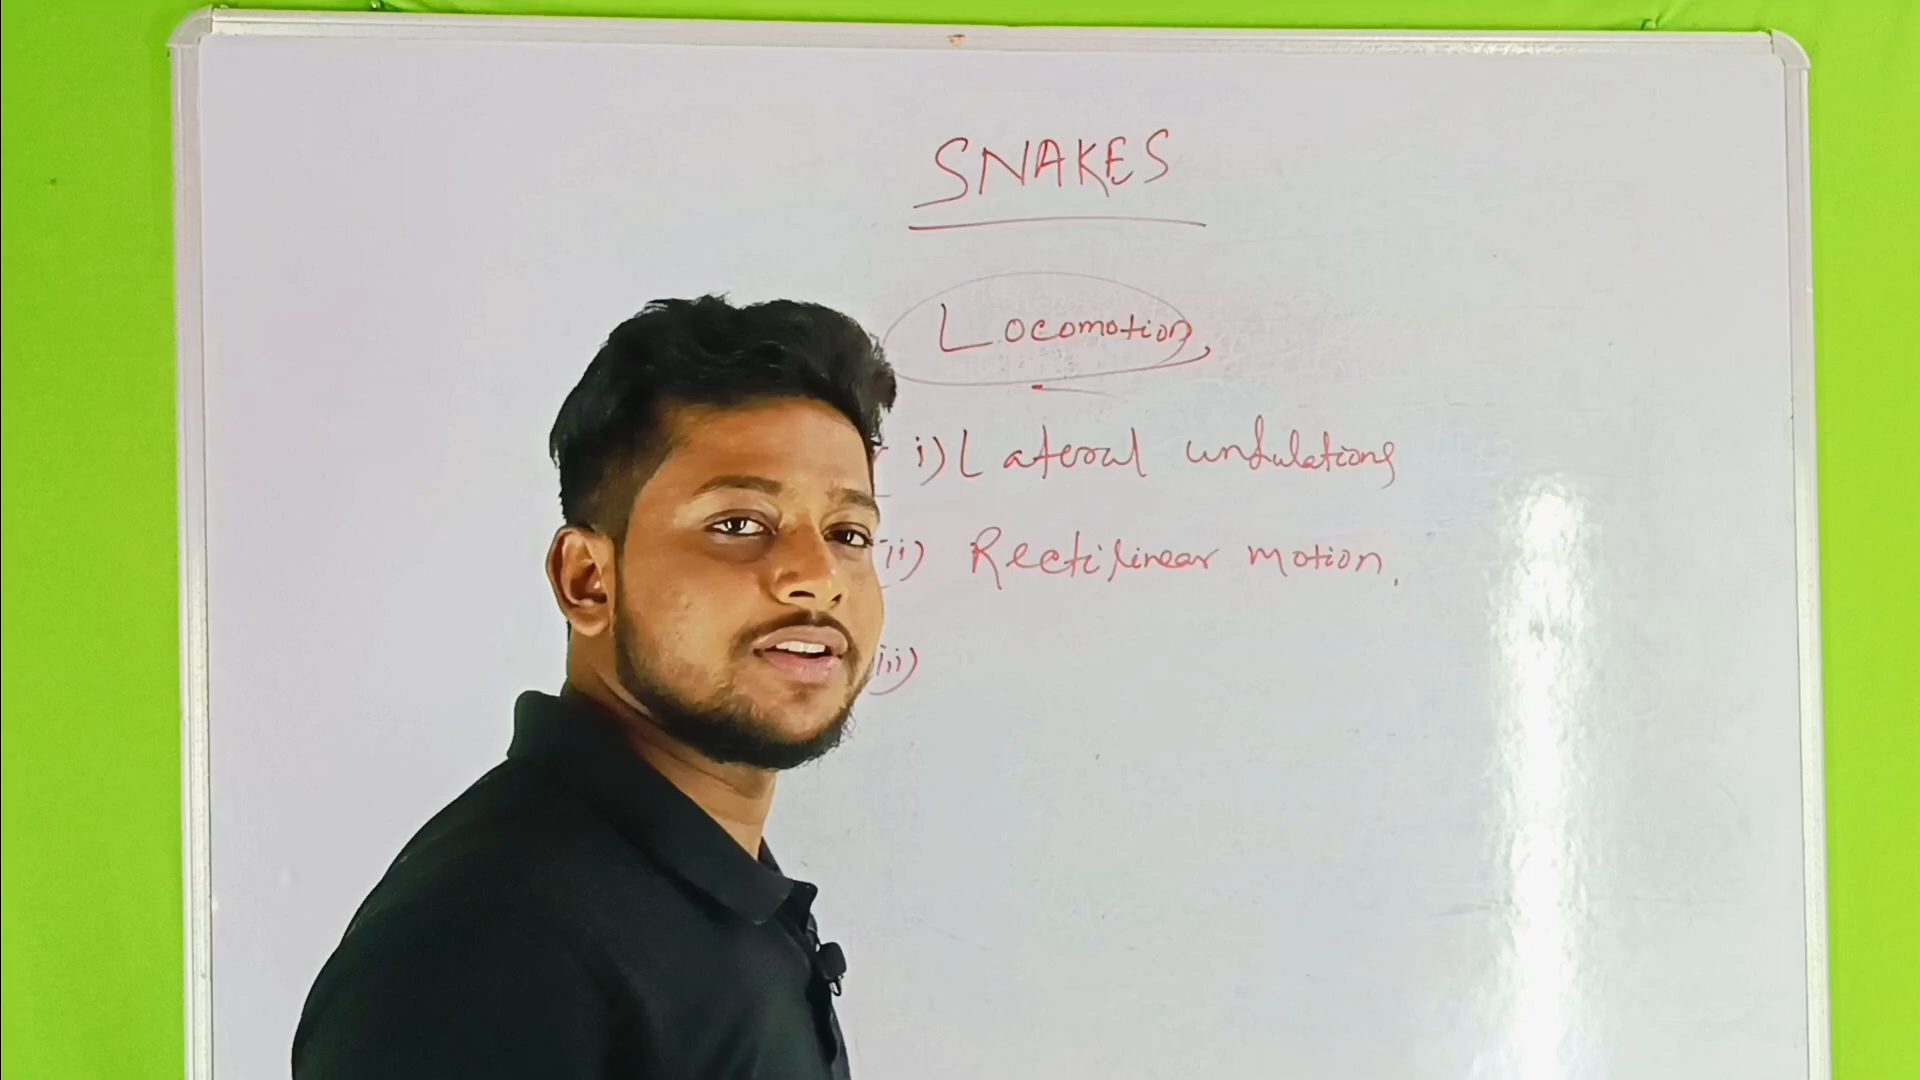 SNAKES
Locomotion,
i) Lateral undulations
ii) Rectilinear motion.
iii)